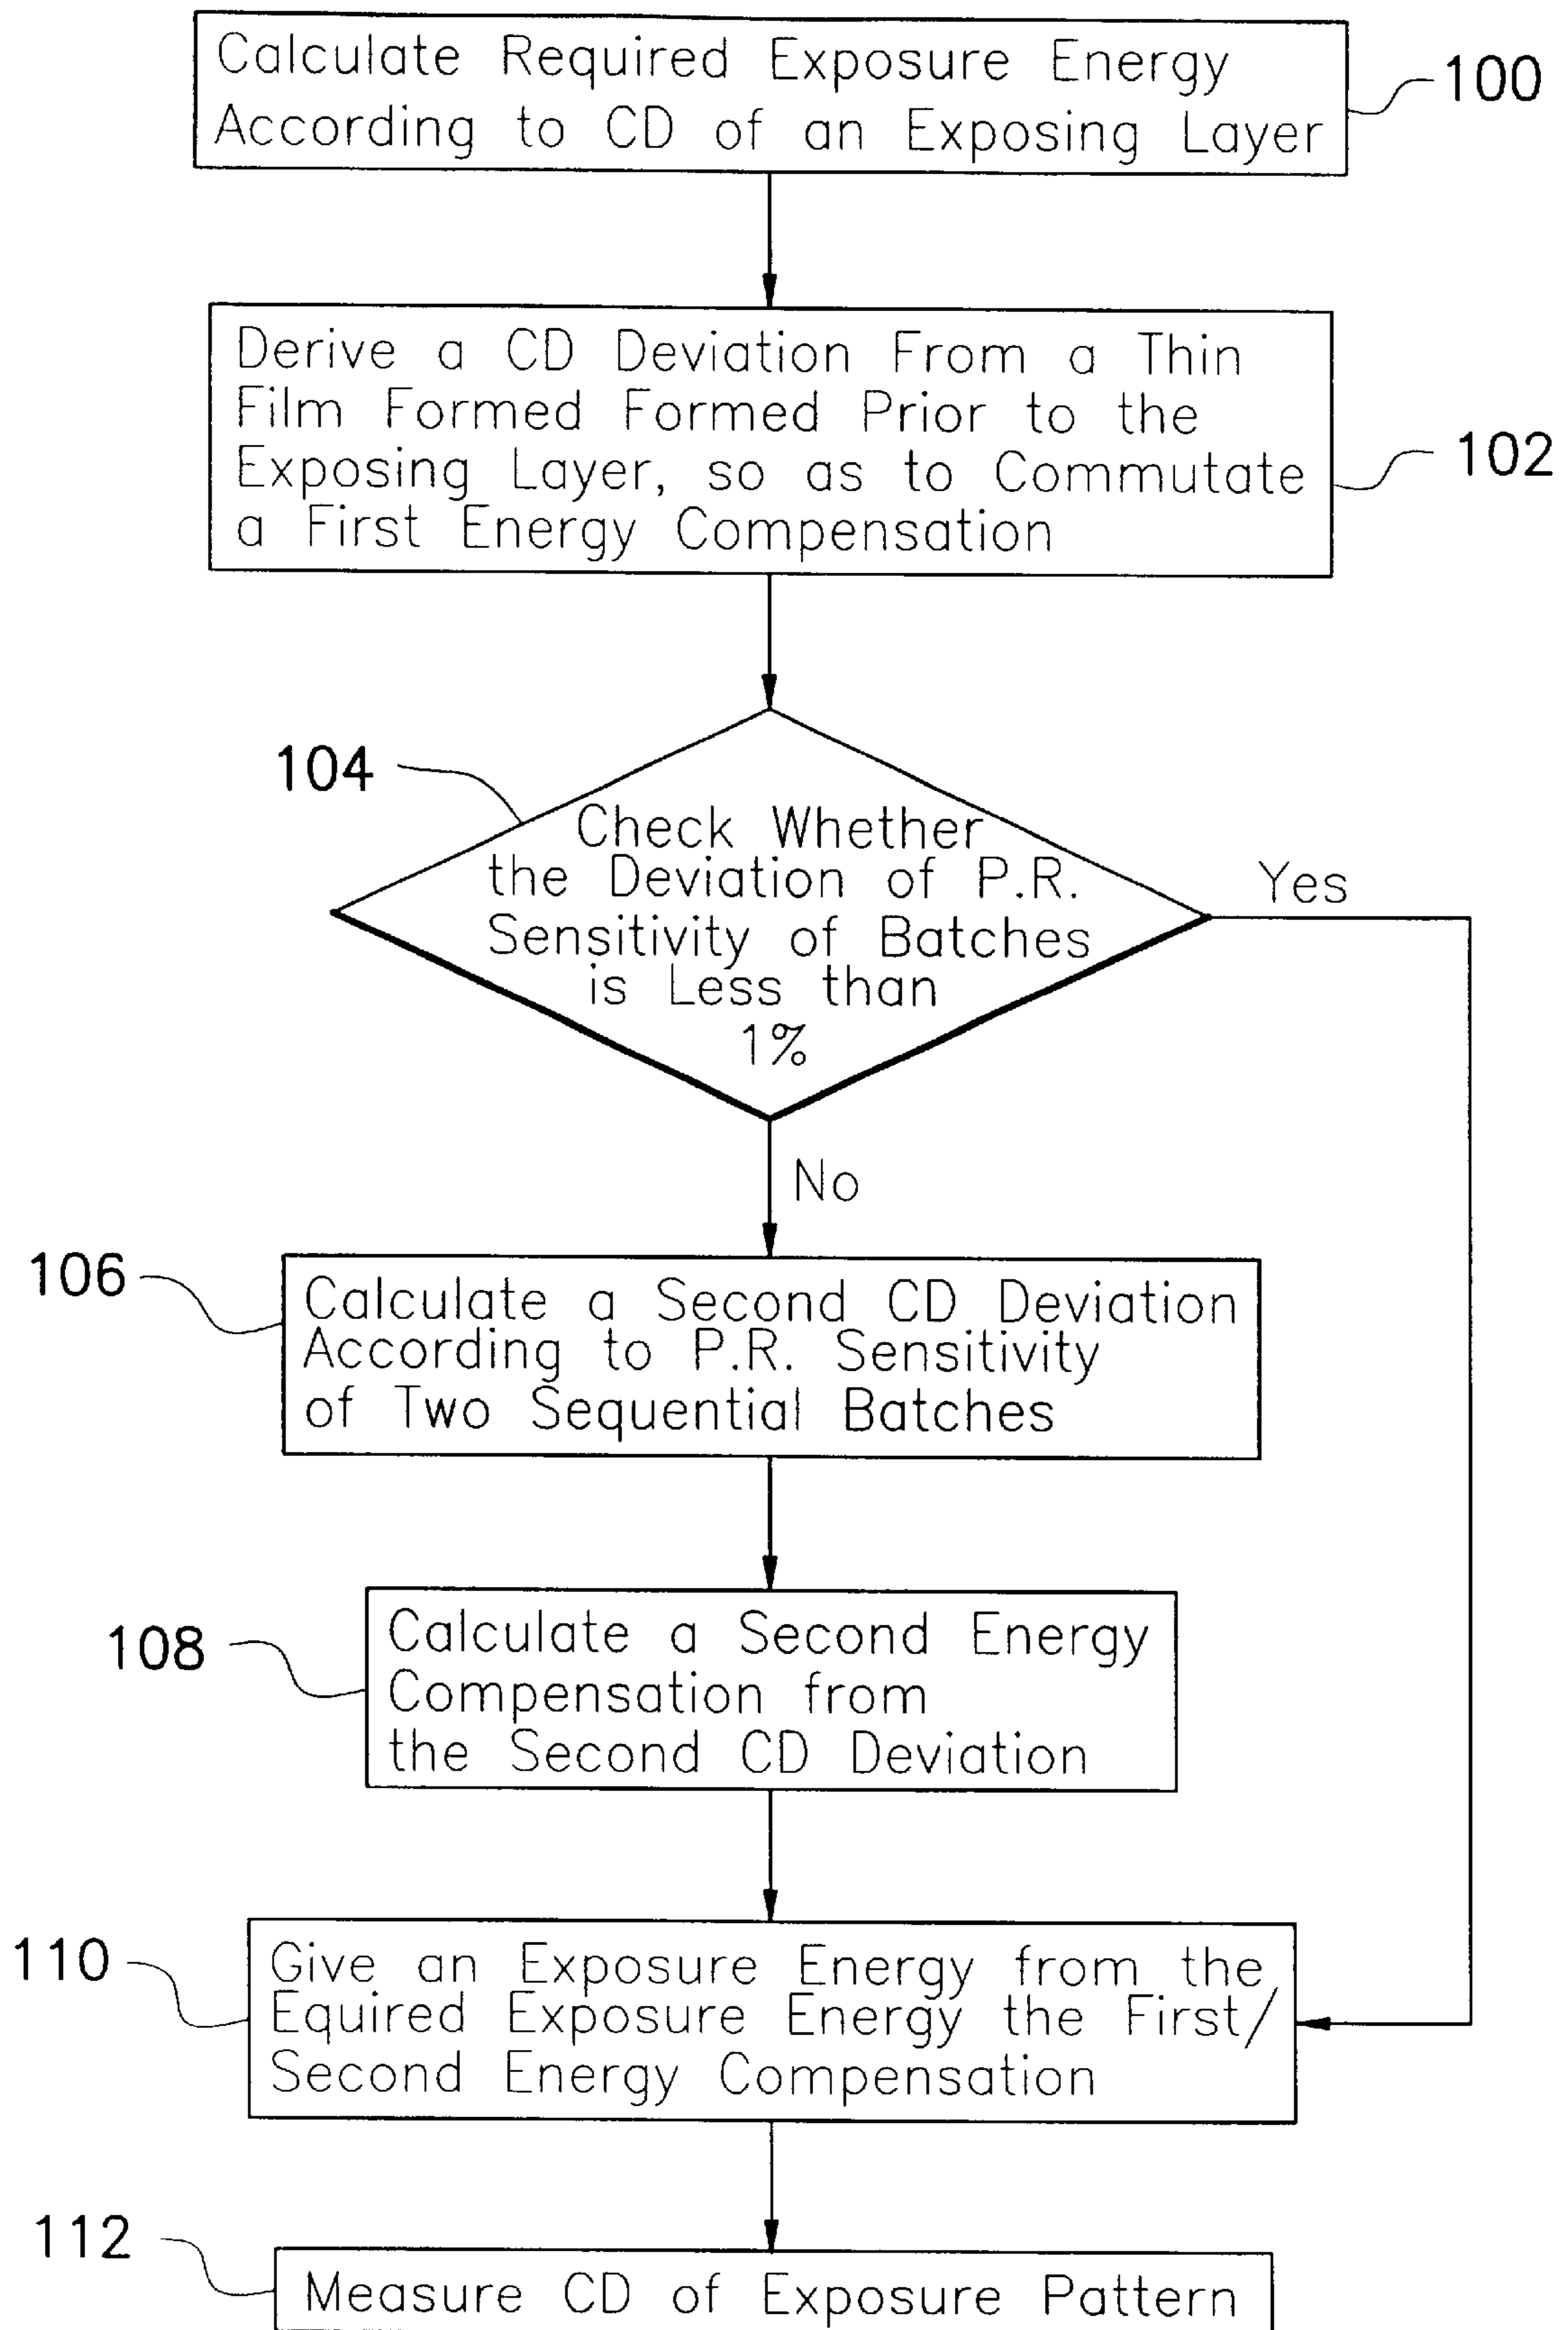 Calculate Required Exposure Energy
According to CD of an Exposing Layer
100
Derive a CD Deviation From a Thin
Film Formed Formed Prior to the
Exposing Layer, so as to Commutate
a First Energy Compensation
102
104
Check Whether
the Deviation of P.R.
Sensitivity of Batches
is Less than
1%
Yes
No
106
Calculate a Second CD Deviation
According to P.R. Sensitivity
of Two Sequential Batches
108
Calculate a Second Energy
Compensation from
the Second CD Deviation
110
Give an Exposure Energy from the
Equired Exposure Energy the First/
Second Energy Compensation
112
Measure CD of Exposure Pattern